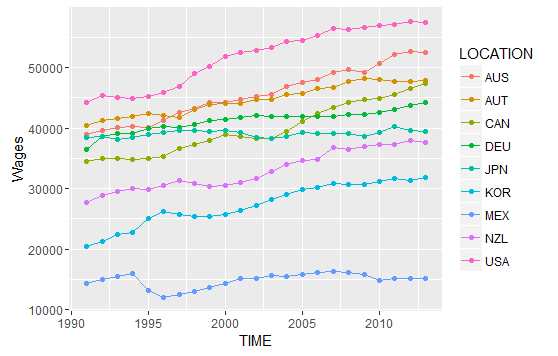 Wages
50000
40000
30000
20000
10000
1990 1995 2000 2005 2010
TIME
LOCATION
AUS
AUT
CAN
DEU
JPN
KOR
MEX
NZL
USA